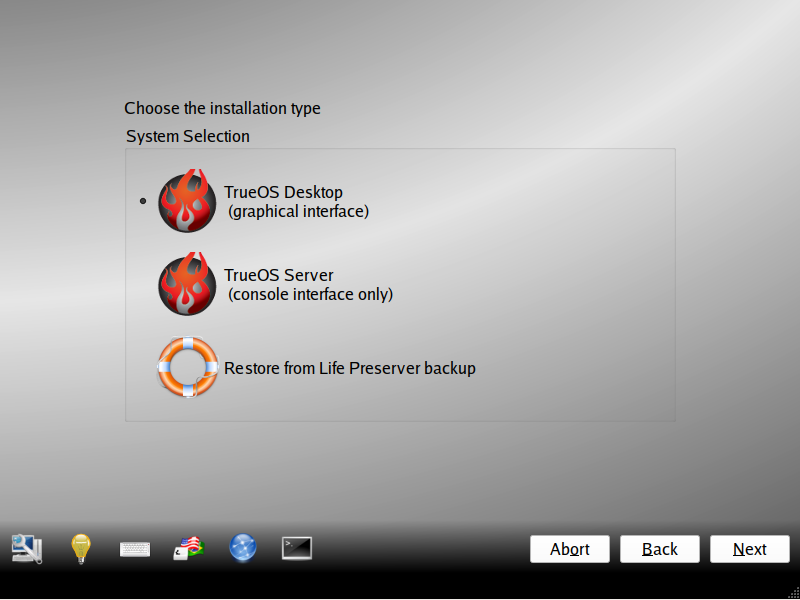 Choose the installation type
System Selection
TrueOS Desktop
(graphical interface)
TrueOS Server
(console interface only)
Restore from Life Preserver backup
Abort
Back
Next